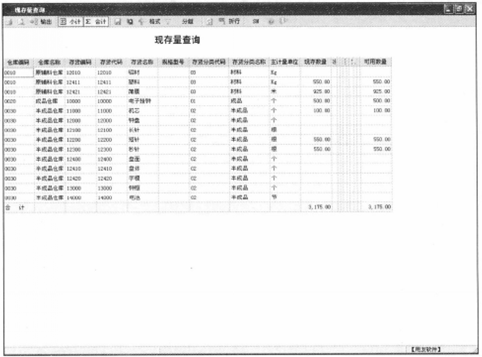 现存量查询
输出 小计 合计 格式 分组 折行
现存量查询
仓库编码 仓库名称 存货编码 存货代码 存货名称 规格型号 存货分类代码 存货分类名称 主计量单位 现存数量 可用数量
0010 原辅料仓库 12010 12010 铝材 03 材料 Kg
0010 原辅料仓库 12411 12411 塑料 03 材料 Kg 550.00 550.00
0010 原辅料仓库 12421 12421 薄膜 03 材料 米 925.00 925.00
0020 成品仓库 10000 10000 电子挂钟 01 成品 个 500.00 500.00
0030 半成品仓库 11000 11000 机芯 02 半成品 个 100.00 100.00
0030 半成品仓库 12000 12000 钟盘 02 半成品 个
0030 半成品仓库 12100 12100 长针 02 半成品 根
0030 半成品仓库 12200 12200 短针 02 半成品 根 550.00 550.00
0030 半成品仓库 12300 12300 秒针 02 半成品 根 550.00 550.00
0030 半成品仓库 12400 12400 盘面 02 半成品 个
0030 半成品仓库 12410 12410 盘体 02 半成品 个
0030 半成品仓库 12420 12420 字模 02 半成品 个
0030 半成品仓库 13000 13000 钟框 02 半成品 个
0030 半成品仓库 14000 14000 电池 02 半成品 节
合 计 3,175.00 3,175.00
【用友软件】